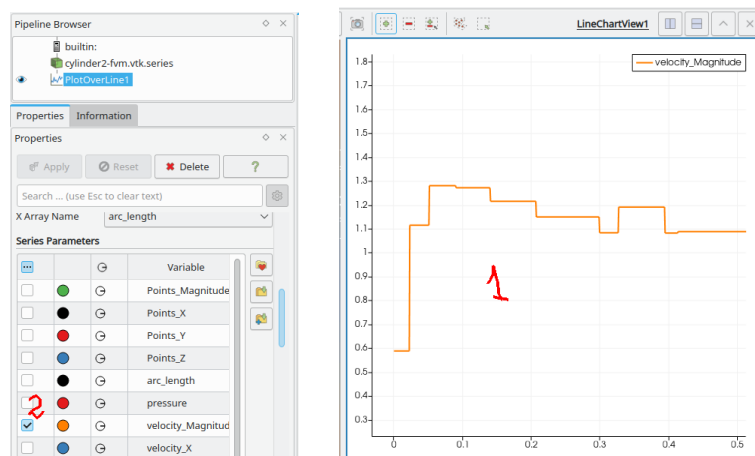 Pipeline Browser
builtin:
cylinder2-fvm.vtk.series
PlotOverLine1
Properties Information
Properties
Apply Reset Delete ?
Search ... (use Esc to clear text)
X Array Name arc_length
Series Parameters
Variable
Points_Magnitude
Points_X
Points_Y
Points_Z
arc_length
2 pressure
velocity_Magnitud
velocity_X
LineChartView1
velocity_Magnitude
1.8
1.7
1.6
1.5
1.4
1.3
1.2
1.1
1
0.9
0.8
0.7
0.6
0.5
0.4
0.3
1
0 0.1 0.2 0.3 0.4 0.5